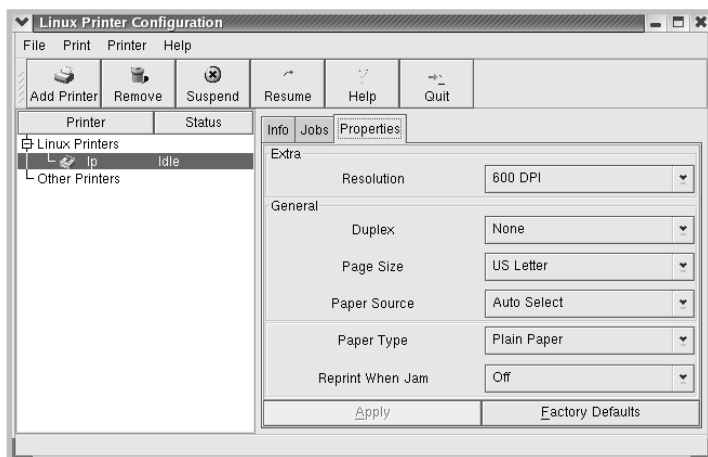 Linux Printer Configuration
File Print Printer Help
Add Printer Remove Suspend Resume Help Quit
Printer Status
Linux Printers
lp Idle
Other Printers
Info Jobs Properties
Extra
Resolution 600 DPI
General
Duplex None
Page Size US Letter
Paper Source Auto Select
Paper Type Plain Paper
Reprint When Jam Off
Apply Factory Defaults